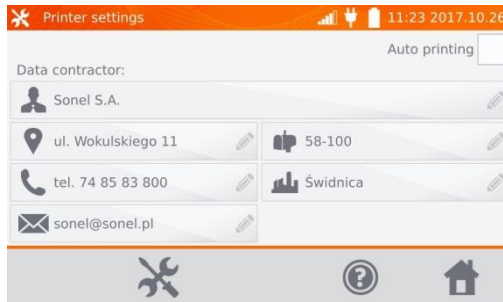 Printer settings
11:23 2017.10.26
Auto printing
Data contractor:
Sonel S.A.
ul. Wokulskiego 11
58-100
tel. 74 85 83 800
Świdnica
sonel@sonel.pl
?